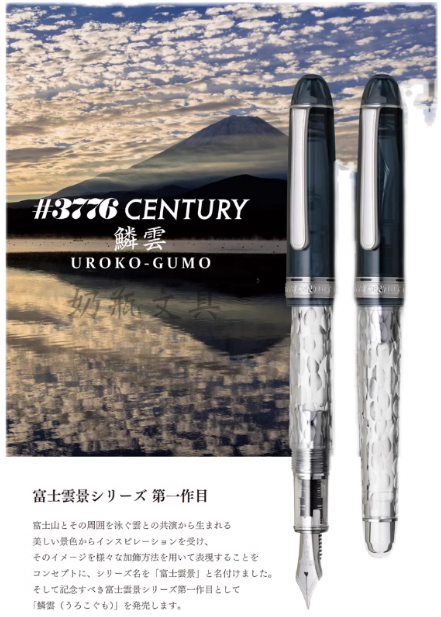 #3776 CENTURY
鱗雲
UROKO-GUMO
奶瓶文具
富士雲景シリーズ 第一作目
富士山とその周囲を泳ぐ雲との共演から生まれる
美しい景色からインスピレーションを受け、
そのイメージを様々な加飾方法を用いて表現することを
コンセプトに、シリーズ名を「富士雲景」と名付けました。
そして記念すべき富士雲景シリーズ第一作目として
「鱗雲（うろこぐも）」を発売します。